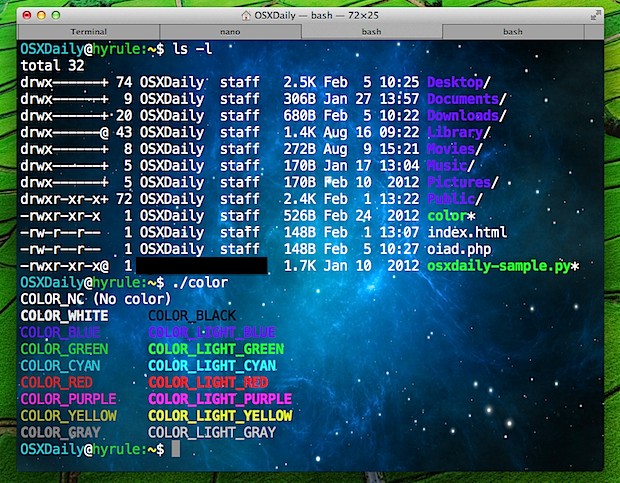 OSXDaily — bash — 72×25
Terminal nano bash bash
OSXDaily@hyrule:~$ ls -l
total 32
drwx------+ 74 OSXDaily  staff   2.5K Feb  5 10:25 Desktop/
drwx------+  9 OSXDaily  staff   306B Jan 27 13:57 Documents/
drwx------+ 20 OSXDaily  staff   680B Feb  5 10:22 Downloads/
drwx------@ 43 OSXDaily  staff   1.4K Aug 16 09:22 Library/
drwx------+  8 OSXDaily  staff   272B Aug  9 15:21 Movies/
drwx------+  5 OSXDaily  staff   170B Jan 17 13:04 Music/
drwx------+  5 OSXDaily  staff   170B Feb 10  2012 Pictures/
drwxr-xr-x+ 72 OSXDaily  staff   2.4K Feb  1 13:22 Public/
-rwxr-xr-x   1 OSXDaily  staff   526B Feb 24  2012 color*
-rw-r--r--   1 OSXDaily  staff   148B Feb  1 13:07 index.html
-rw-r--r--   1 OSXDaily  staff   148B Feb  5 10:27 oiad.php
-rwxr-xr-x@  1                   1.7K Jan 10  2012 osxdaily-sample.py*
OSXDaily@hyrule:~$ ./color
COLOR_NC (No color)
COLOR_WHITE     COLOR_BLACK
COLOR_BLUE      COLOR_LIGHT_BLUE
COLOR_GREEN     COLOR_LIGHT_GREEN
COLOR_CYAN      COLOR_LIGHT_CYAN
COLOR_RED       COLOR_LIGHT_RED
COLOR_PURPLE    COLOR_LIGHT_PURPLE
COLOR_YELLOW    COLOR_LIGHT_YELLOW
COLOR_GRAY      COLOR_LIGHT_GRAY
OSXDaily@hyrule:~$